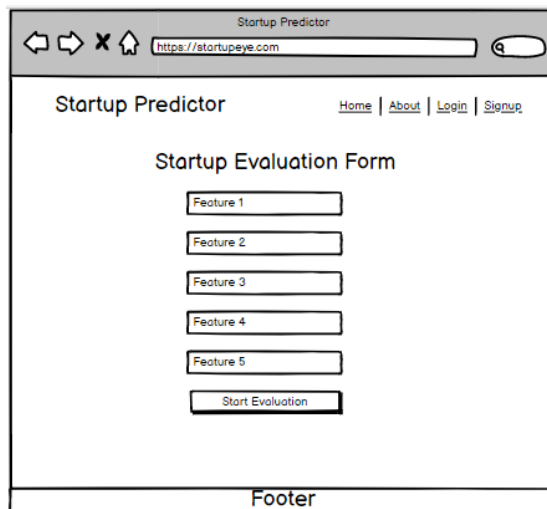 Startup Predictor
https://startupeye.com
Startup Predictor
Home | About | Login | Signup
Startup Evaluation Form
Feature 1
Feature 2
Feature 3
Feature 4
Feature 5
Start Evaluation
Footer